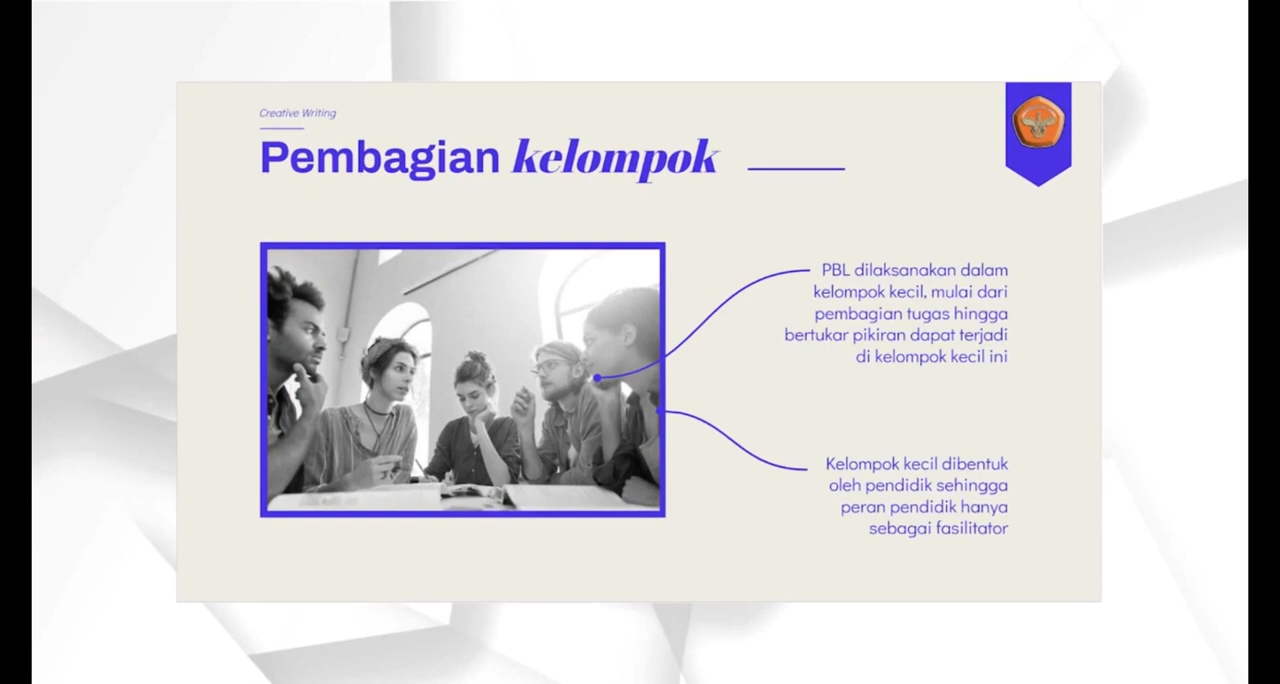 Creative Writing
Pembagian kelompok
PBL dilaksanakan dalam
kelompok kecil, mulai dari
pembagian tugas hingga
bertukar pikiran dapat terjadi
di kelompok kecil ini
Kelompok kecil dibentuk
oleh pendidik sehingga
peran pendidik hanya
sebagai fasilitator